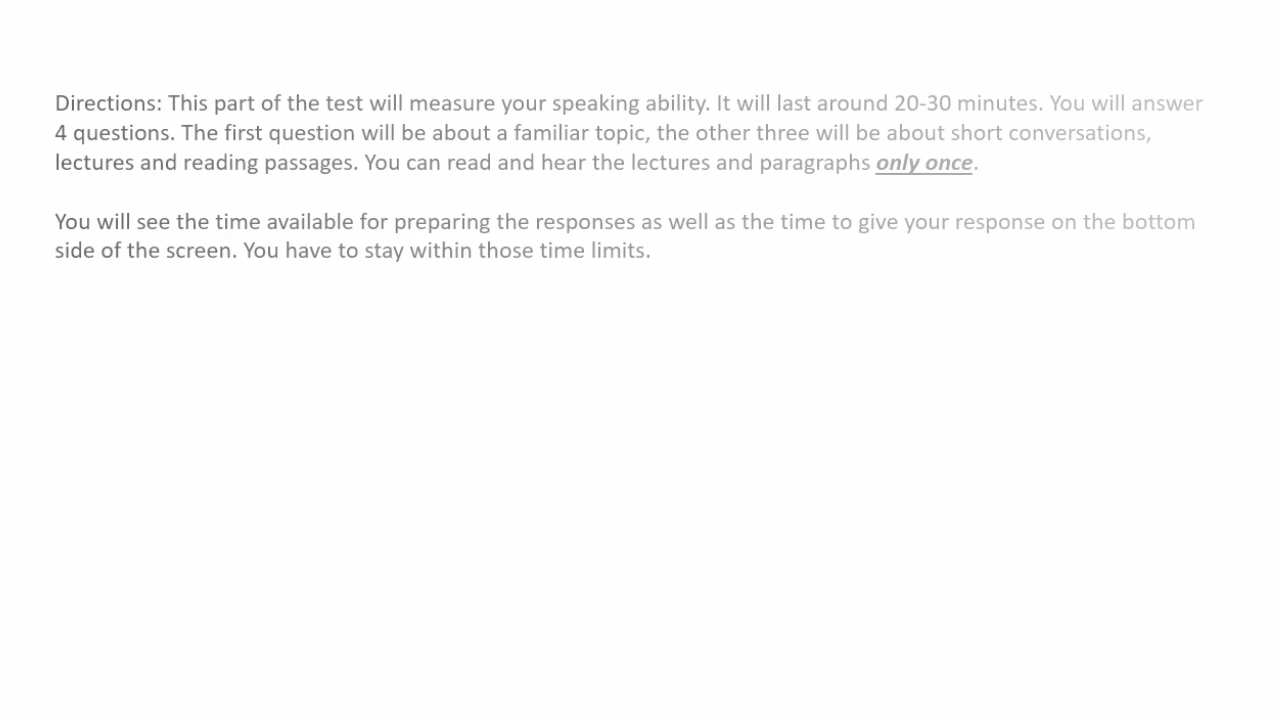 Directions: This part of the test will measure your speaking ability. It will last around 20-30 minutes. You will answer
4 questions. The first question will be about a familiar topic, the other three will be about short conversations,
lectures and reading passages. You can read and hear the lectures and paragraphs only once.
You will see the time available for preparing the responses as well as the time to give your response on the bottom
side of the screen. You have to stay within those time limits.